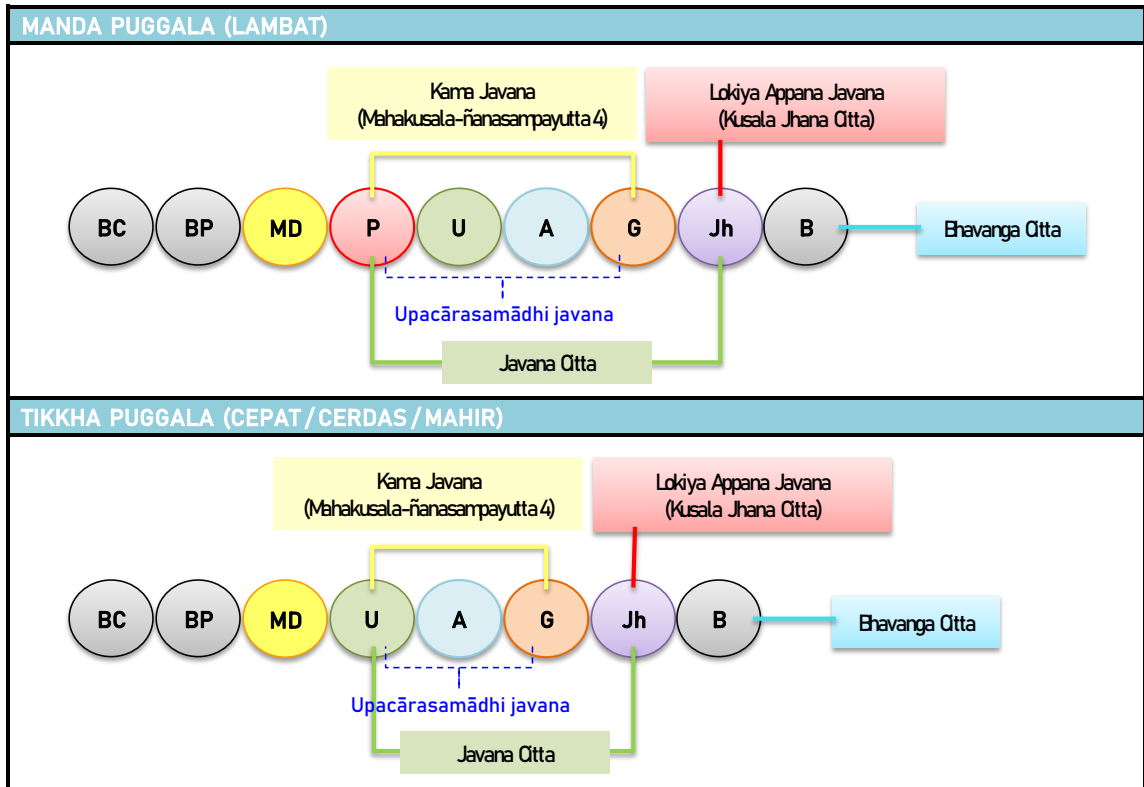 MANDA PUGGALA (LAMBAT)
Kama Javana
(Mahakusala-ñanasampayutta 4)
Lokiya Appana Javana
(Kusala Jhana Citta)
BC BP MD P U A G Jh B
Bhavanga Citta
Upacārasamādhi javana
Javana Citta
TIKKHA PUGGALA (CEPAT/CERDAS/MAHIR)
Kama Javana
(Mahakusala-ñanasampayutta 4)
Lokiya Appana Javana
(Kusala Jhana Citta)
BC BP MD U A G Jh B
Bhavanga Citta
Upacārasamādhi javana
Javana Citta